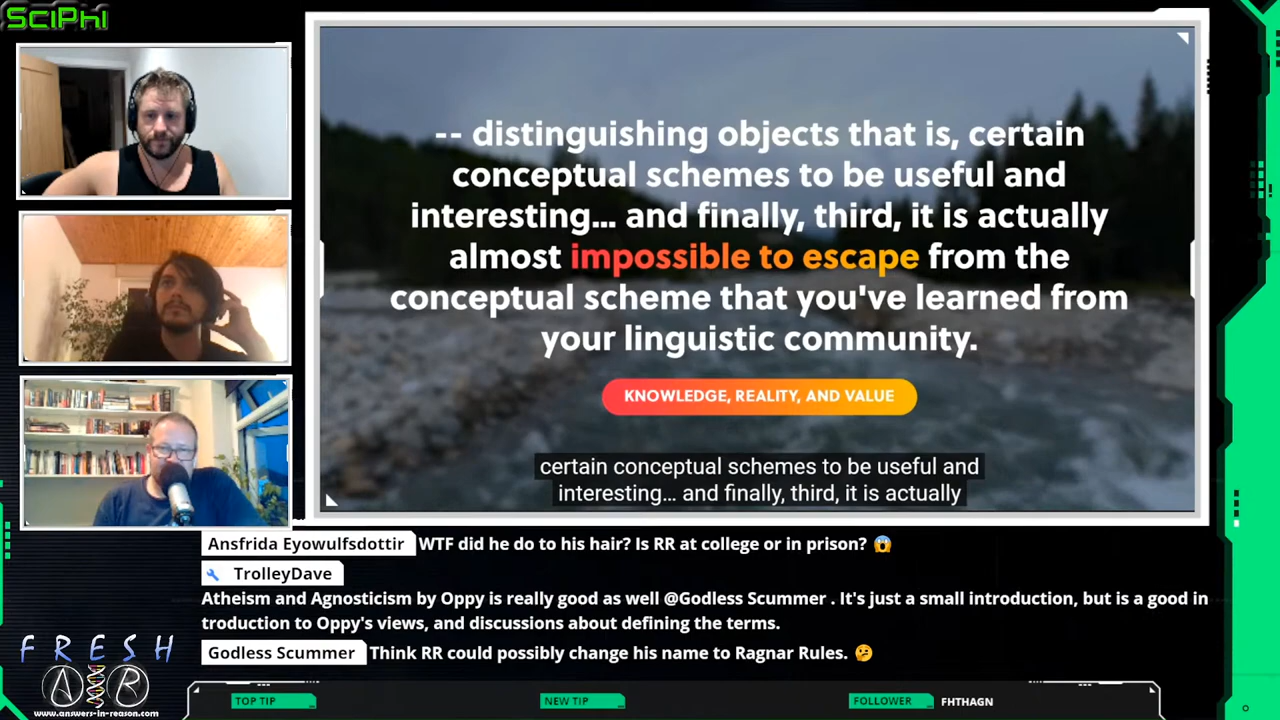 SciPhi
-- distinguishing objects that is, certain
conceptual schemes to be useful and
interesting... and finally, third, it is actually
almost impossible to escape from the
conceptual scheme that you've learned from
your linguistic community.
KNOWLEDGE, REALITY, AND VALUE
certain conceptual schemes to be useful and
interesting... and finally, third, it is actually
Ansfrida Eyowulfsdottir WTF did he do to his hair? Is RR at college or in prison? 😱
TrolleyDave
Atheism and Agnosticism by Oppy is really good as well @Godless Scummer . It's just a small introduction, but is a good in
troduction to Oppy's views, and discussions about defining the terms.
Godless Scummer Think RR could possibly change his name to Ragnar Rules. 🤔
FRESH
A R
www.answers-in-reason.com
TOP TIP NEW TIP FOLLOWER FHTHAGN